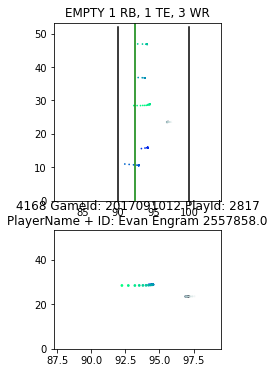 EMPTY 1 RB, 1 TE, 3 WR
50
40
30
20
10
0
85 90 95 100
4168 GameId: 2017091012 PlayId: 2817
PlayerName + ID: Evan Engram 2557858.0
40
20
0
87.5 90.0 92.5 95.0 97.5